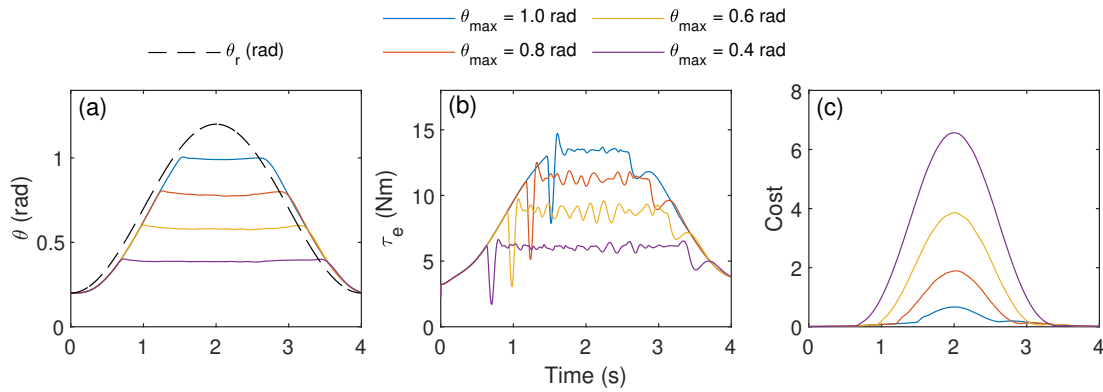 θmax = 1.0 rad
θmax = 0.6 rad
θr (rad)
θmax = 0.8 rad
θmax = 0.4 rad
(a)
θ (rad)
1
0.5
0
0 1 2 3 4
(b)
τe (Nm)
15
10
5
0
0 1 2 3 4
Time (s)
(c)
Cost
8
6
4
2
0
0 1 2 3 4